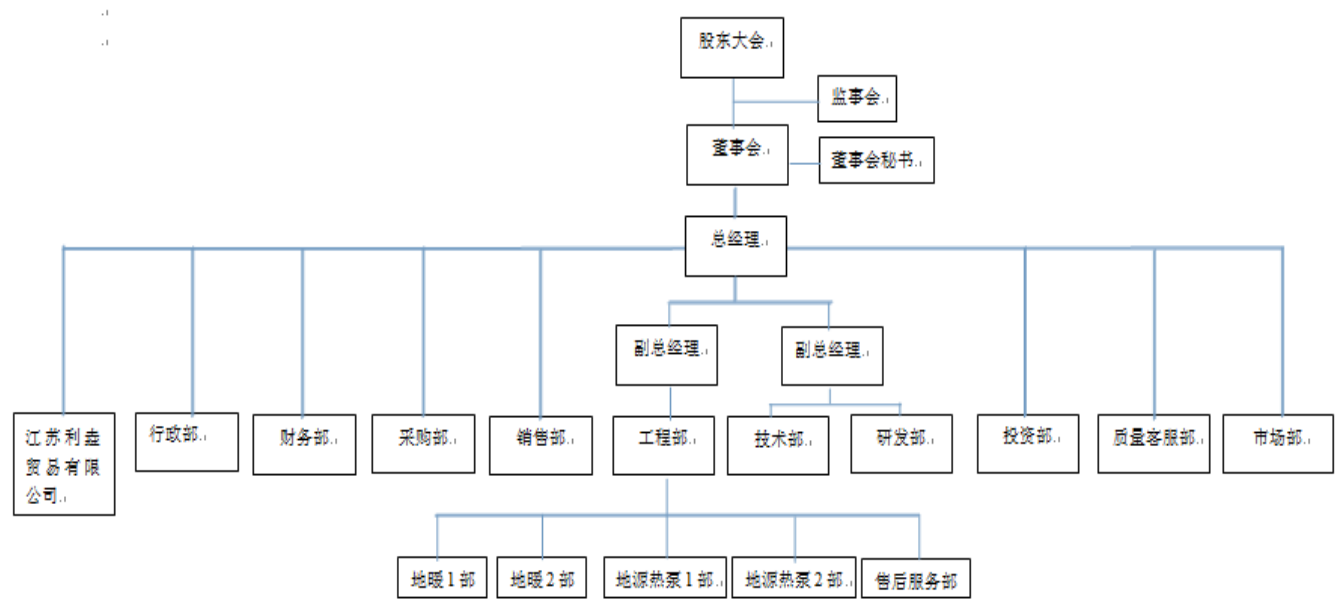 股东大会
监事会
董事会
董事会秘书
总经理
副总经理
副总经理
江苏利垚
贸易有限
公司
行政部
财务部
采购部
销售部
工程部
技术部
研发部
投资部
质量客服部
市场部
地暖1部
地暖2部
地源热泵1部
地源热泵2部
售后服务部